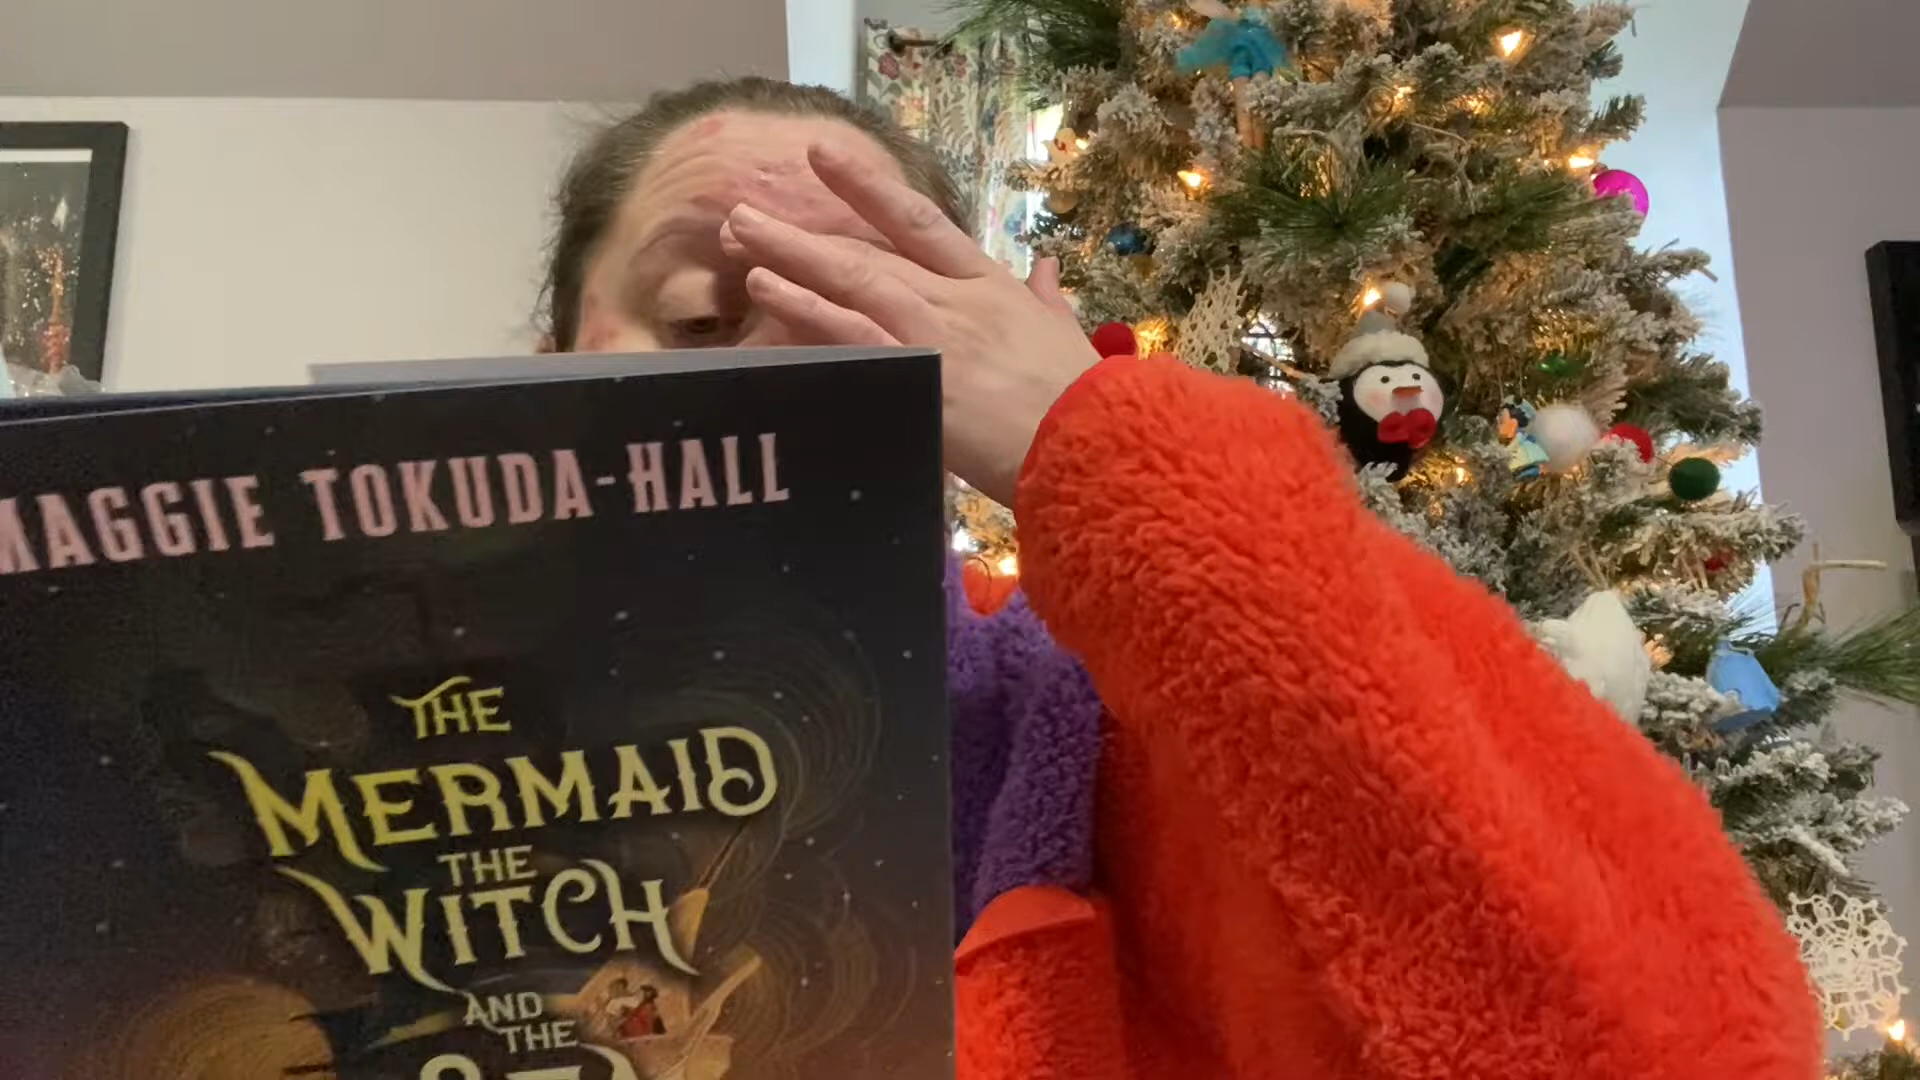 MAGGIE TOKUDA-HALL
THE
MERMAID
THE
WITCH
AND
THE